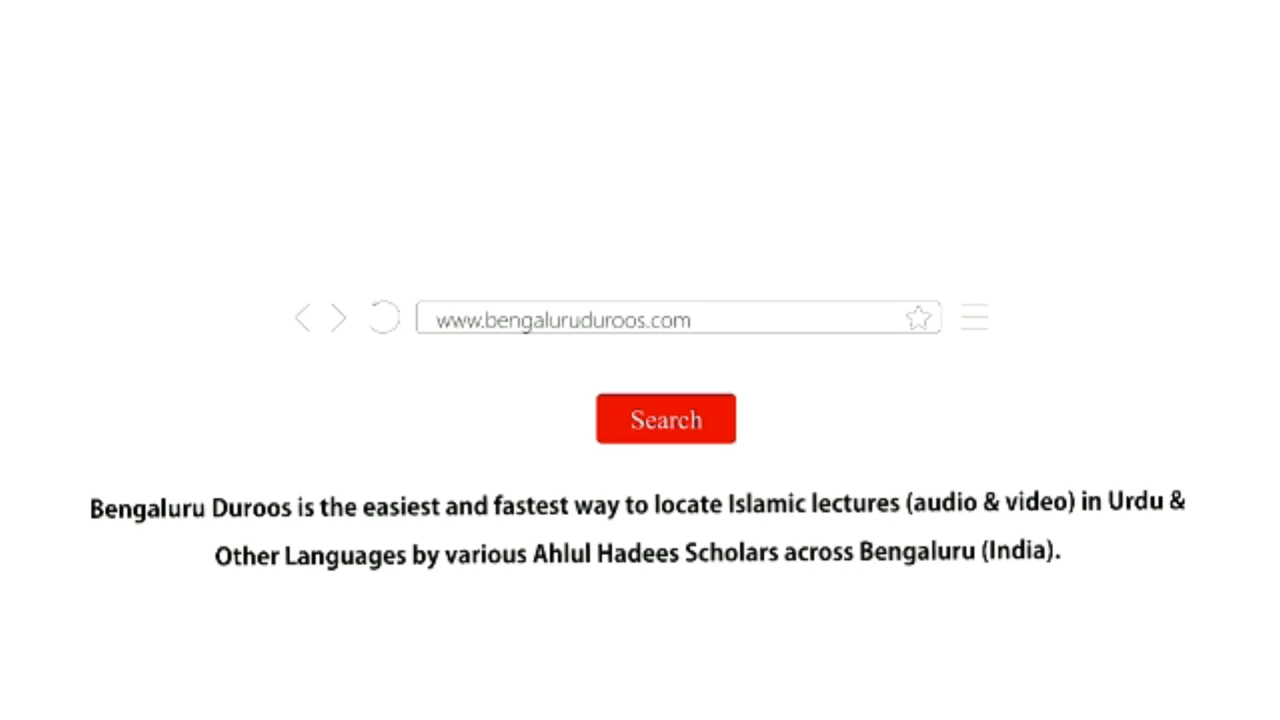 www.bengaluruduroos.com
Search
Bengaluru Duroos is the easiest and fastest way to locate Islamic lectures (audio & video) in Urdu &
Other Languages by various Ahlul Hadees Scholars across Bengaluru (India).